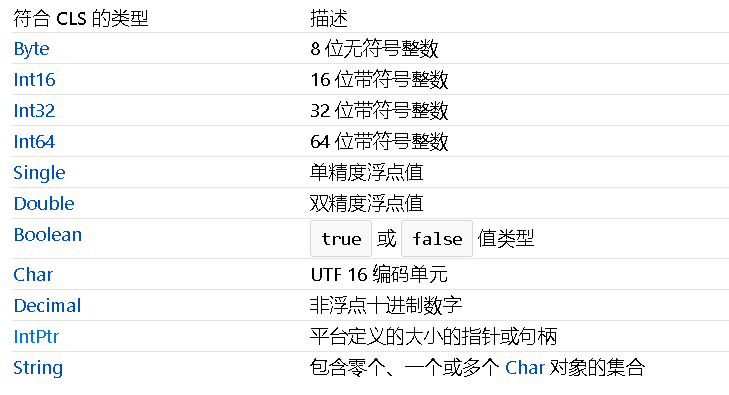 符合 CLS 的类型 描述
Byte 8 位无符号整数
Int16 16 位带符号整数
Int32 32 位带符号整数
Int64 64 位带符号整数
Single 单精度浮点值
Double 双精度浮点值
Boolean true 或 false 值类型
Char UTF 16 编码单元
Decimal 非浮点十进制数字
IntPtr 平台定义的大小的指针或句柄
String 包含零个、一个或多个 Char 对象的集合